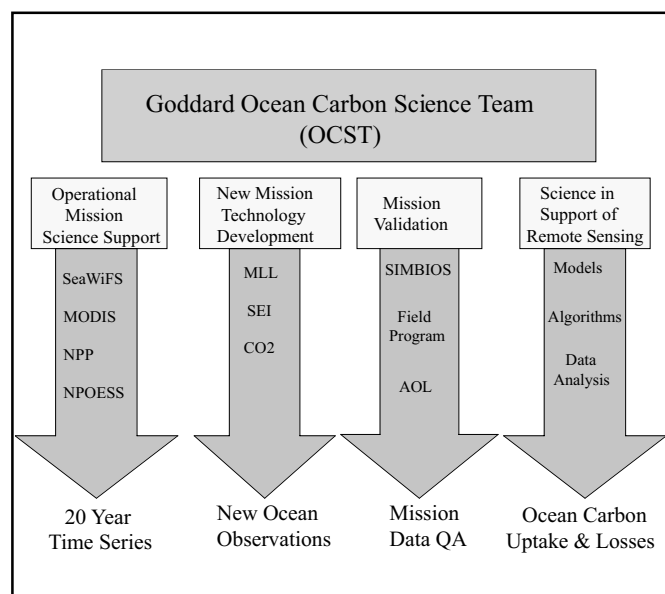 Goddard Ocean Carbon Science Team
(OCST)
Operational
Mission
Science Support
SeaWiFS
MODIS
NPP
NPOESS
20 Year
Time Series
New Mission
Technology
Development
MLL
SEI
CO2
New Ocean
Observations
Mission
Validation
SIMBIOS
Field
Program
AOL
Mission
Data QA
Science in
Support of
Remote Sensing
Models
Algorithms
Data
Analysis
Ocean Carbon
Uptake & Losses